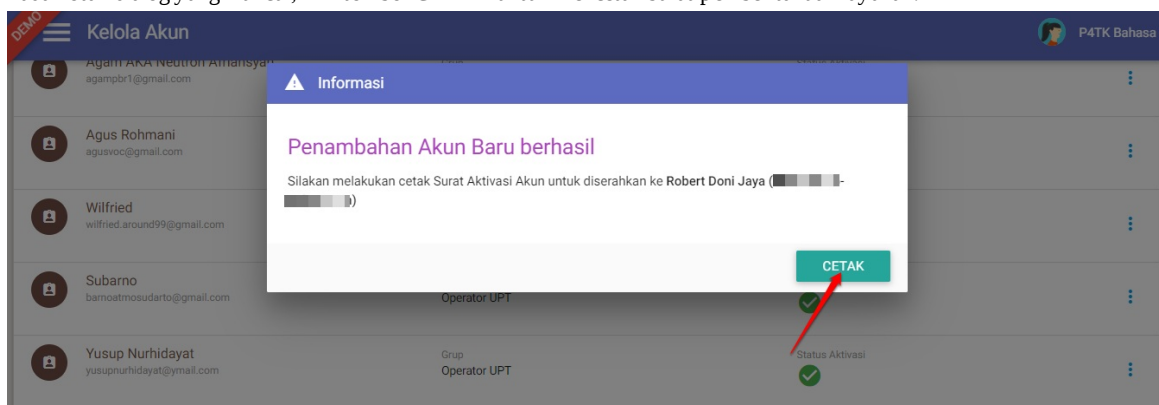 DEMO
Kelola Akun
P4TK Bahasa
Agam AKA Neutron Amansyah
agampbr1@gmail.com
Informasi
Penambahan Akun Baru berhasil
Silakan melakukan cetak Surat Aktivasi Akun untuk diserahkan ke Robert Doni Jaya (
-
)
CETAK
Agus Rohmani
agusvoc@gmail.com
Wilfried
wilfried.around99@gmail.com
Subarno
barnoatmosudarto@gmail.com
Operator UPT
Yusup Nurhidayat
yusupnurhidayat@ymail.com
Grup
Operator UPT
Status Aktivasi